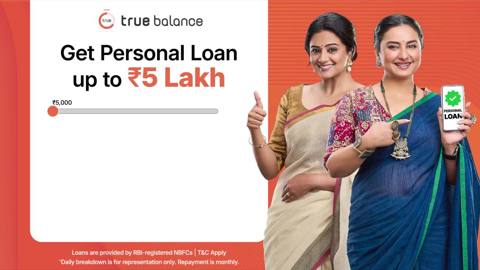 true
true balance
Get Personal Loan
up to ₹5 Lakh
₹5,000
PERSONAL
LOAN
Loans are provided by RBI-registered NBFCs | T&C Apply
*Daily breakdown is for representation only. Repayment is monthly.